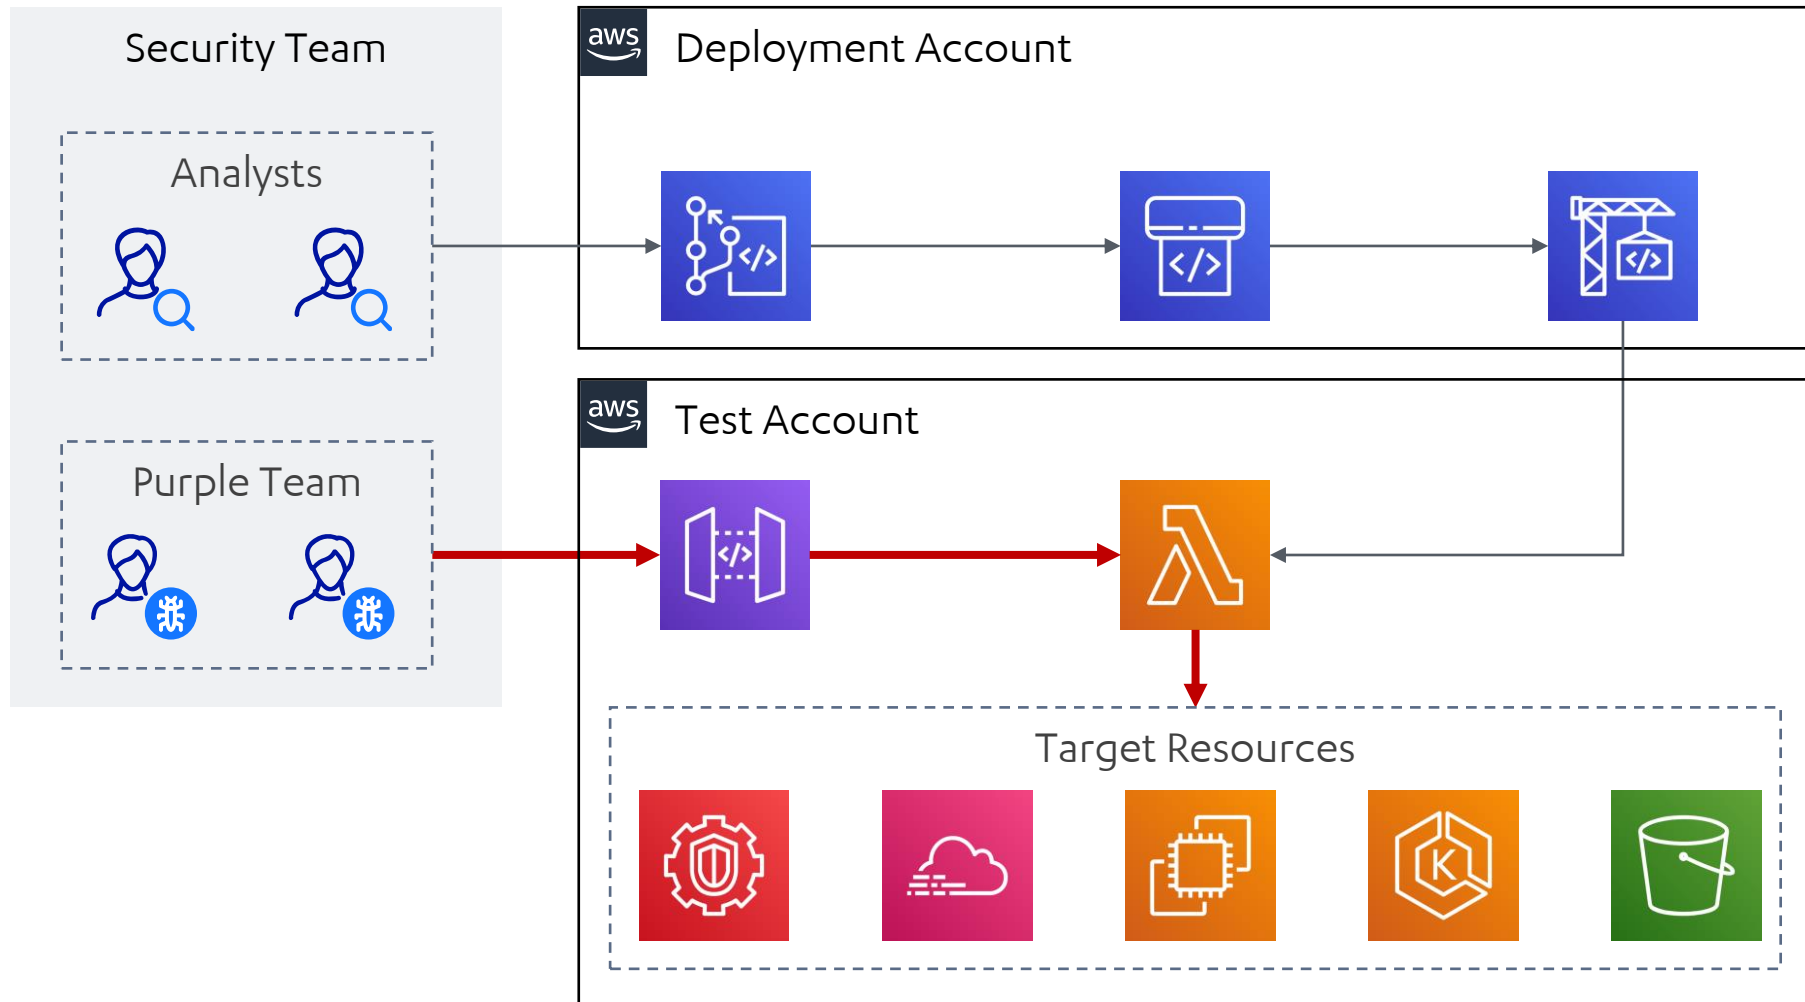 Security Team
Analysts
Purple Team
aws
Deployment Account
</>
</>
</>
aws
Test Account
</>
Target Resources
K